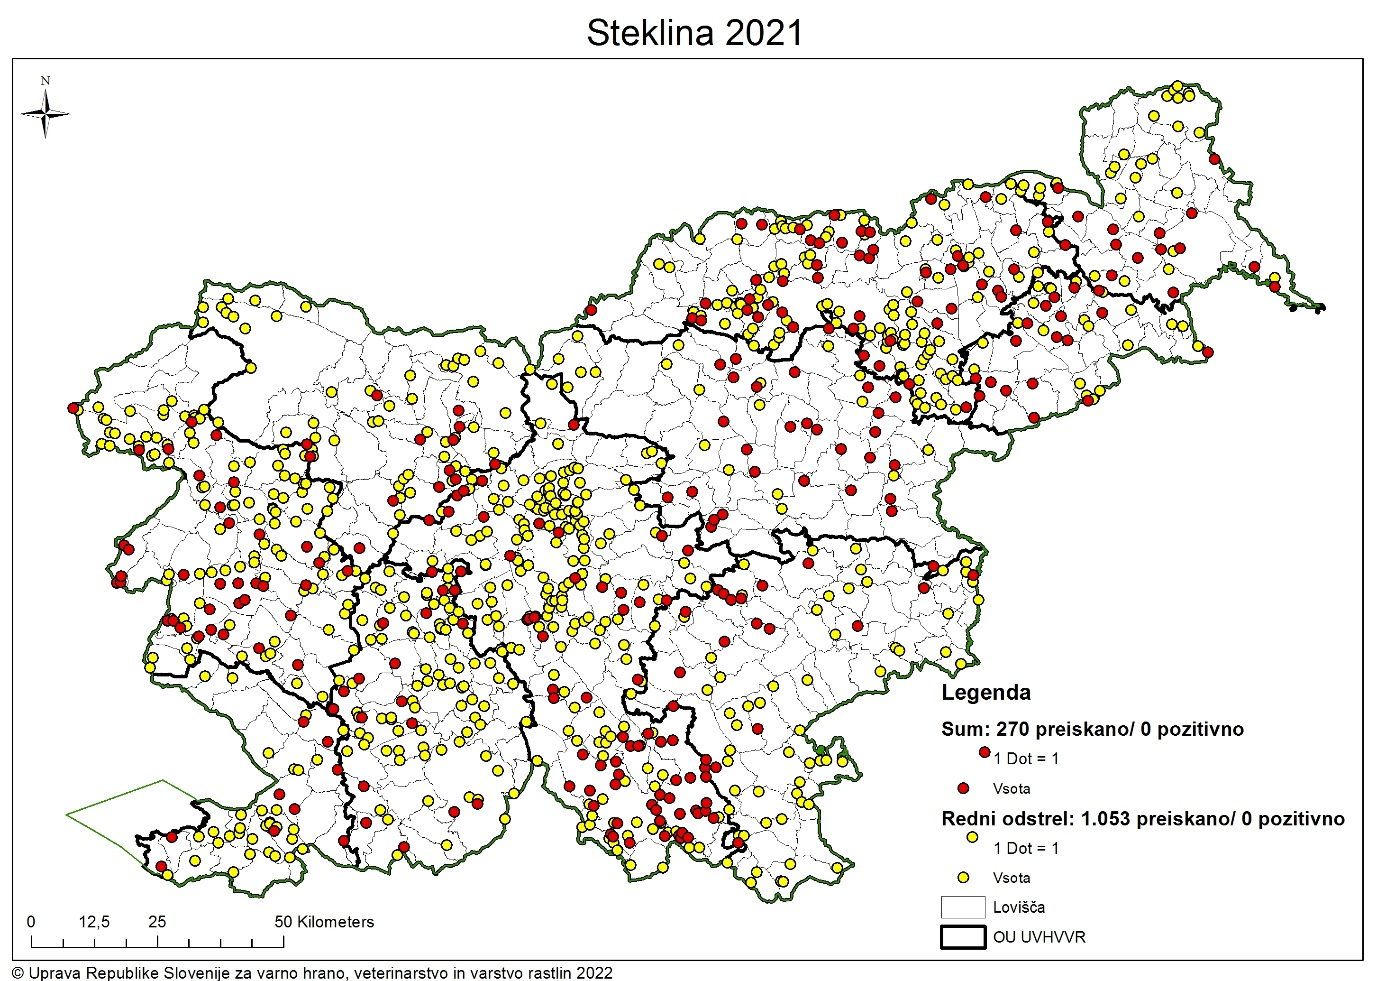 Steklina 2021
N
Legenda
Sum: 270 preiskano/ 0 pozitivno
1 Dot = 1
Vsota
Redni odstrel: 1.053 preiskano/ 0 pozitivno
1 Dot = 1
Vsota
Lovišča
OU UVHVVR
0 12,5 25 50 Kilometers
© Uprava Republike Slovenije za varno hrano, veterinarstvo in varstvo rastlin 2022